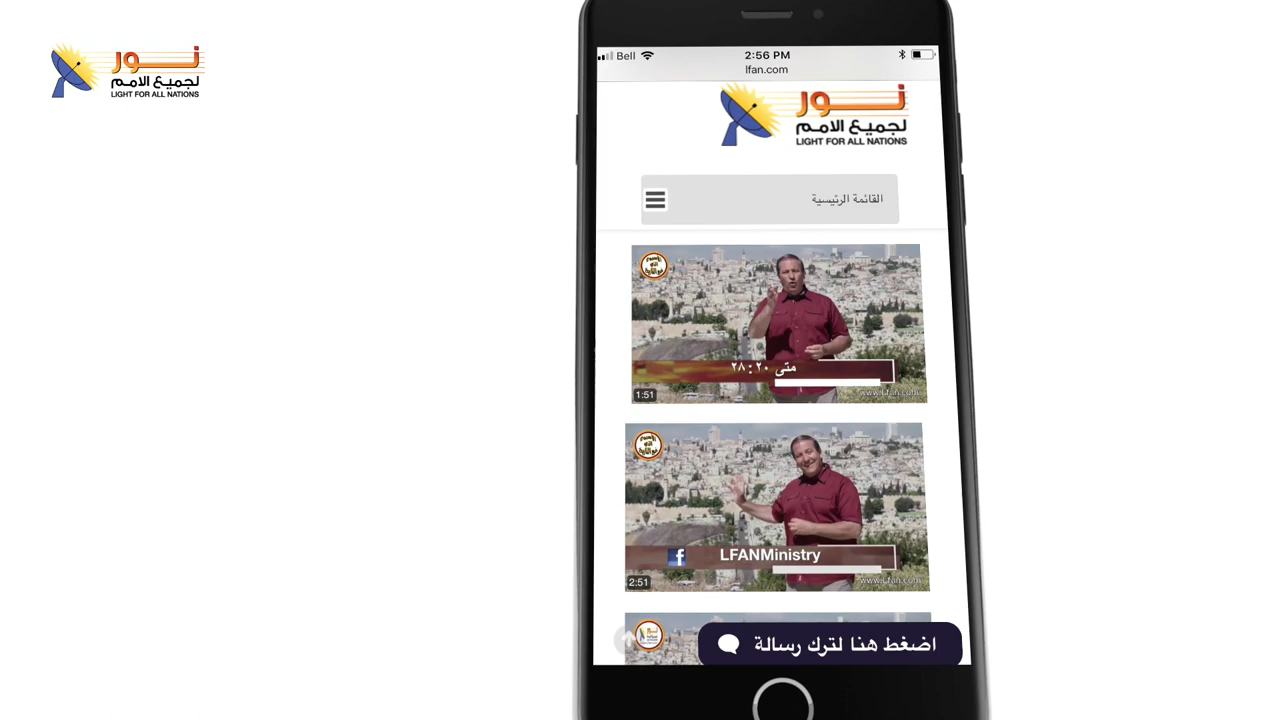 نور
لجميع الامم
LIGHT FOR ALL NATIONS
Bell
2:56 PM
lfan.com
نور
لجميع الامم
LIGHT FOR ALL NATIONS
القائمة الرئيسية
متى ٢٠:٢٨
1:51
www.Lfan.com
LFANMinistry
2:51
www.Lfan.com
اضغط هنا لترك رسالة